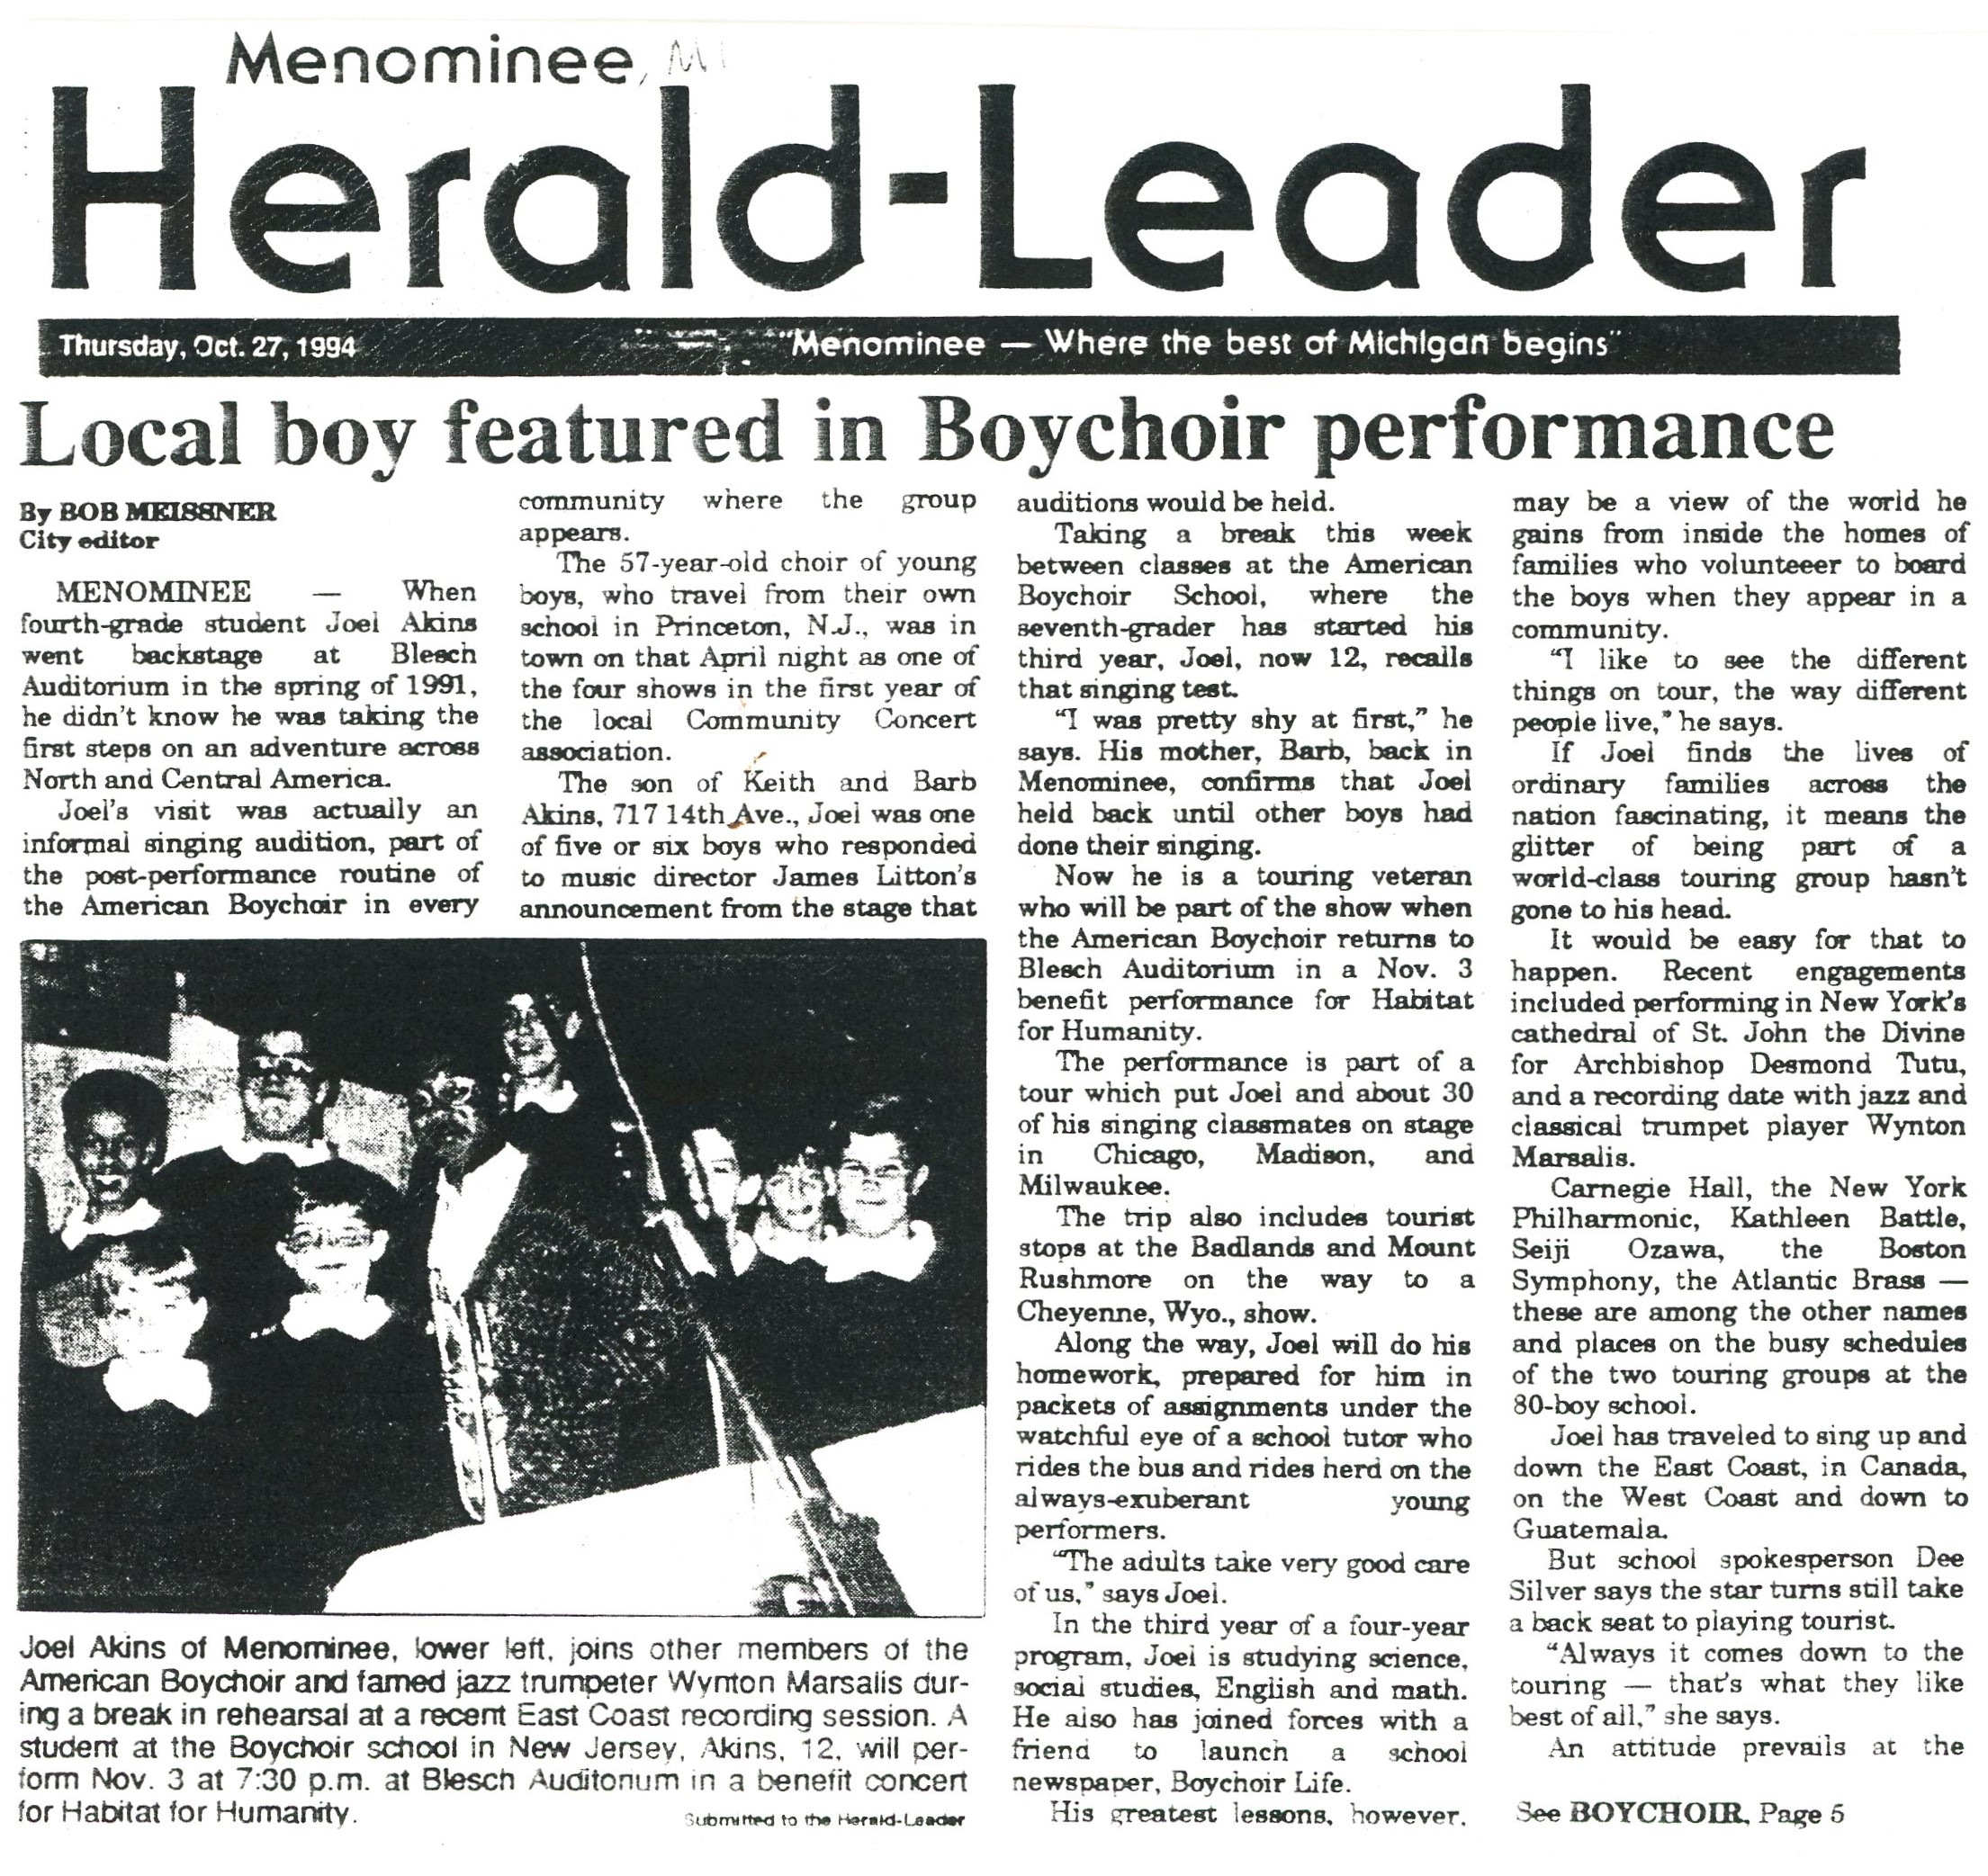 Menominee, MI
Herald-Leader
Thursday, Oct. 27, 1994
"Menominee — Where the best of Michigan begins"
Local boy featured in Boychoir performance
By BOB MEISSNER
City editor
MENOMINEE — When
fourth-grade student Joel Akins
went backstage at Blesch
Auditorium in the spring of 1991,
he didn't know he was taking the
first steps on an adventure across
North and Central America.
Joel's visit was actually an
informal singing audition, part of
the post-performance routine of
the American Boychoir in every
community where the group
appears.
The 57-year-old choir of young
boys, who travel from their own
school in Princeton, N.J., was in
town on that April night as one of
the four shows in the first year of
the local Community Concert
association.
The son of Keith and Barb
Akins, 717 14th Ave., Joel was one
of five or six boys who responded
to music director James Litton's
announcement from the stage that
auditions would be held.
Taking a break this week
between classes at the American
Boychoir School, where the
seventh-grader has started his
third year, Joel, now 12, recalls
that singing test.
"I was pretty shy at first," he
says. His mother, Barb, back in
Menominee, confirms that Joel
held back until other boys had
done their singing.
Now he is a touring veteran
who will be part of the show when
the American Boychoir returns to
Blesch Auditorium in a Nov. 3
benefit performance for Habitat
for Humanity.
The performance is part of a
tour which put Joel and about 30
of his singing classmates on stage
in Chicago, Madison, and
Milwaukee.
The trip also includes tourist
stops at the Badlands and Mount
Rushmore on the way to a
Cheyenne, Wyo., show.
Along the way, Joel will do his
homework, prepared for him in
packets of assignments under the
watchful eye of a school tutor who
rides the bus and rides herd on the
always-exuberant young
performers.
"The adults take very good care
of us," says Joel.
In the third year of a four-year
program, Joel is studying science,
social studies, English and math.
He also has joined forces with a
friend to launch a school
newspaper, Boychoir Life.
His greatest lessons, however,
may be a view of the world he
gains from inside the homes of
families who volunteeer to board
the boys when they appear in a
community.
"I like to see the different
things on tour, the way different
people live," he says.
If Joel finds the lives of
ordinary families across the
nation fascinating, it means the
glitter of being part of a
world-class touring group hasn't
gone to his head.
It would be easy for that to
happen. Recent engagements
included performing in New York's
cathedral of St. John the Divine
for Archbishop Desmond Tutu,
and a recording date with jazz and
classical trumpet player Wynton
Marsalis.
Carnegie Hall, the New York
Philharmonic, Kathleen Battle,
Seiji Ozawa, the Boston
Symphony, the Atlantic Brass —
these are among the other names
and places on the busy schedules
of the two touring groups at the
80-boy school.
Joel has traveled to sing up and
down the East Coast, in Canada,
on the West Coast and down to
Guatemala.
But school spokesperson Dee
Silver says the star turns still take
a back seat to playing tourist.
"Always it comes down to the
touring — that's what they like
best of all," she says.
An attitude prevails at the
See BOYCHOIR, Page 5
Joel Akins of Menominee, lower left, joins other members of the
American Boychoir and famed jazz trumpeter Wynton Marsalis dur-
ing a break in rehearsal at a recent East Coast recording session. A
student at the Boychoir school in New Jersey, Akins, 12, will per-
form Nov. 3 at 7:30 p.m. at Blesch Auditorium in a benefit concert
for Habitat for Humanity.
Submitted to the Herald-Leader